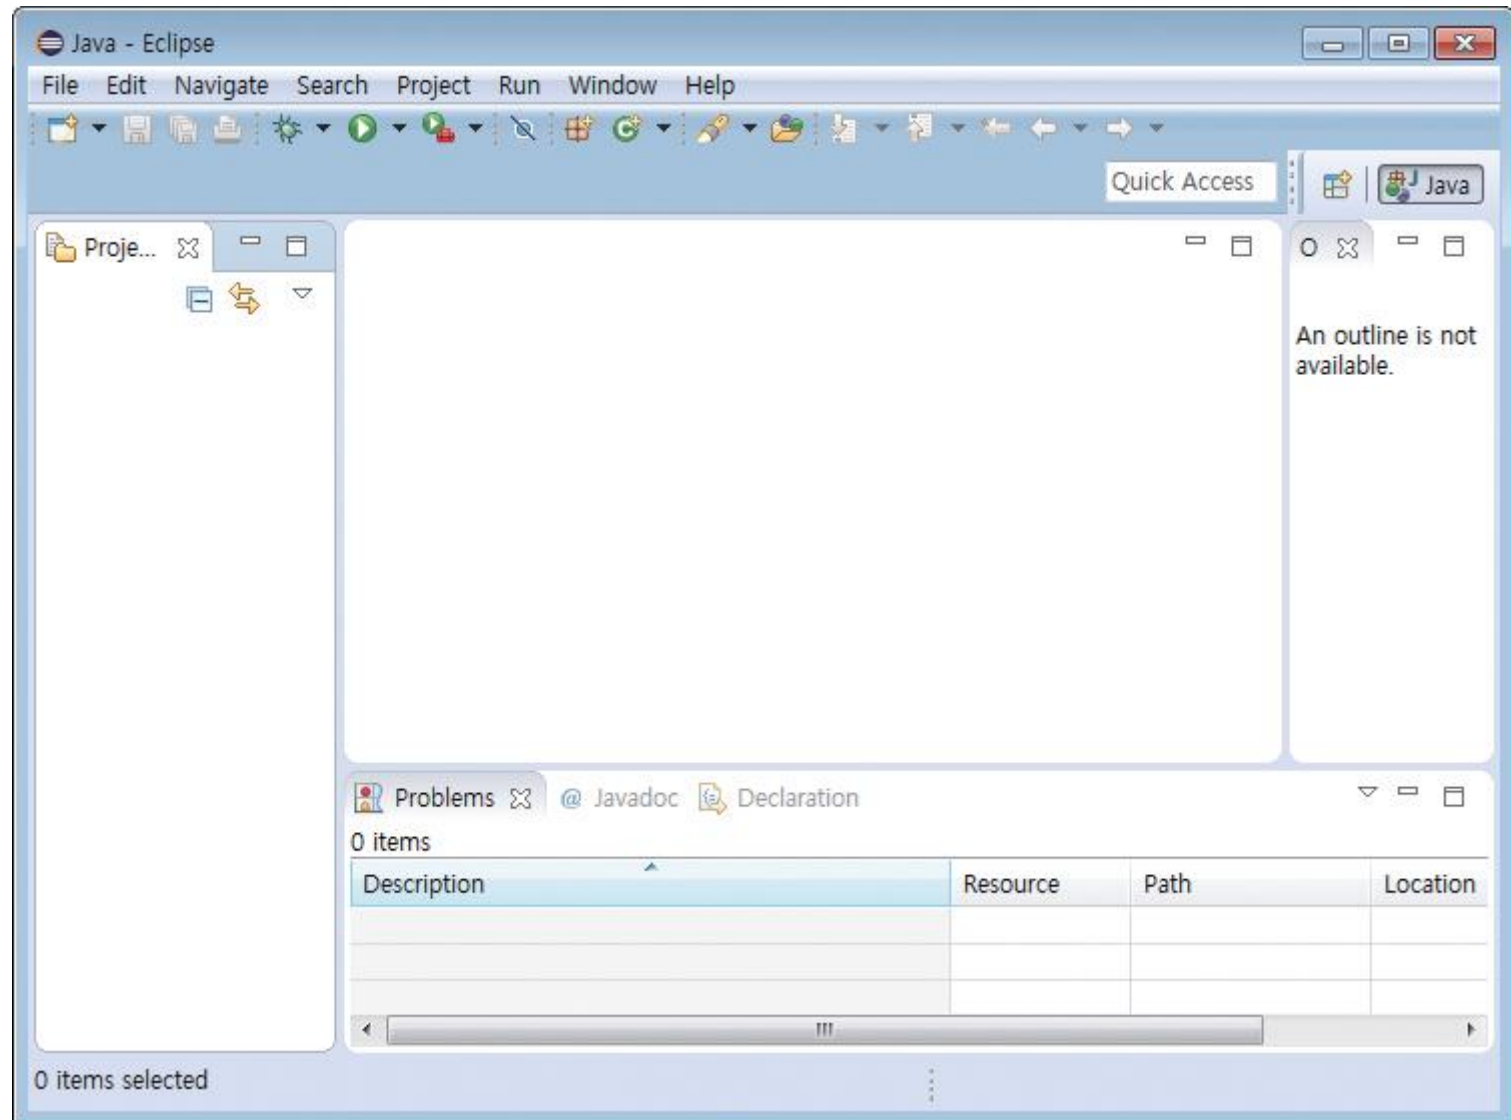 Java - Eclipse
File Edit Navigate Search Project Run Window Help
Quick Access
Java
Proje...
O
An outline is not
available.
Problems @ Javadoc Declaration
0 items
Description Resource Path Location
0 items selected